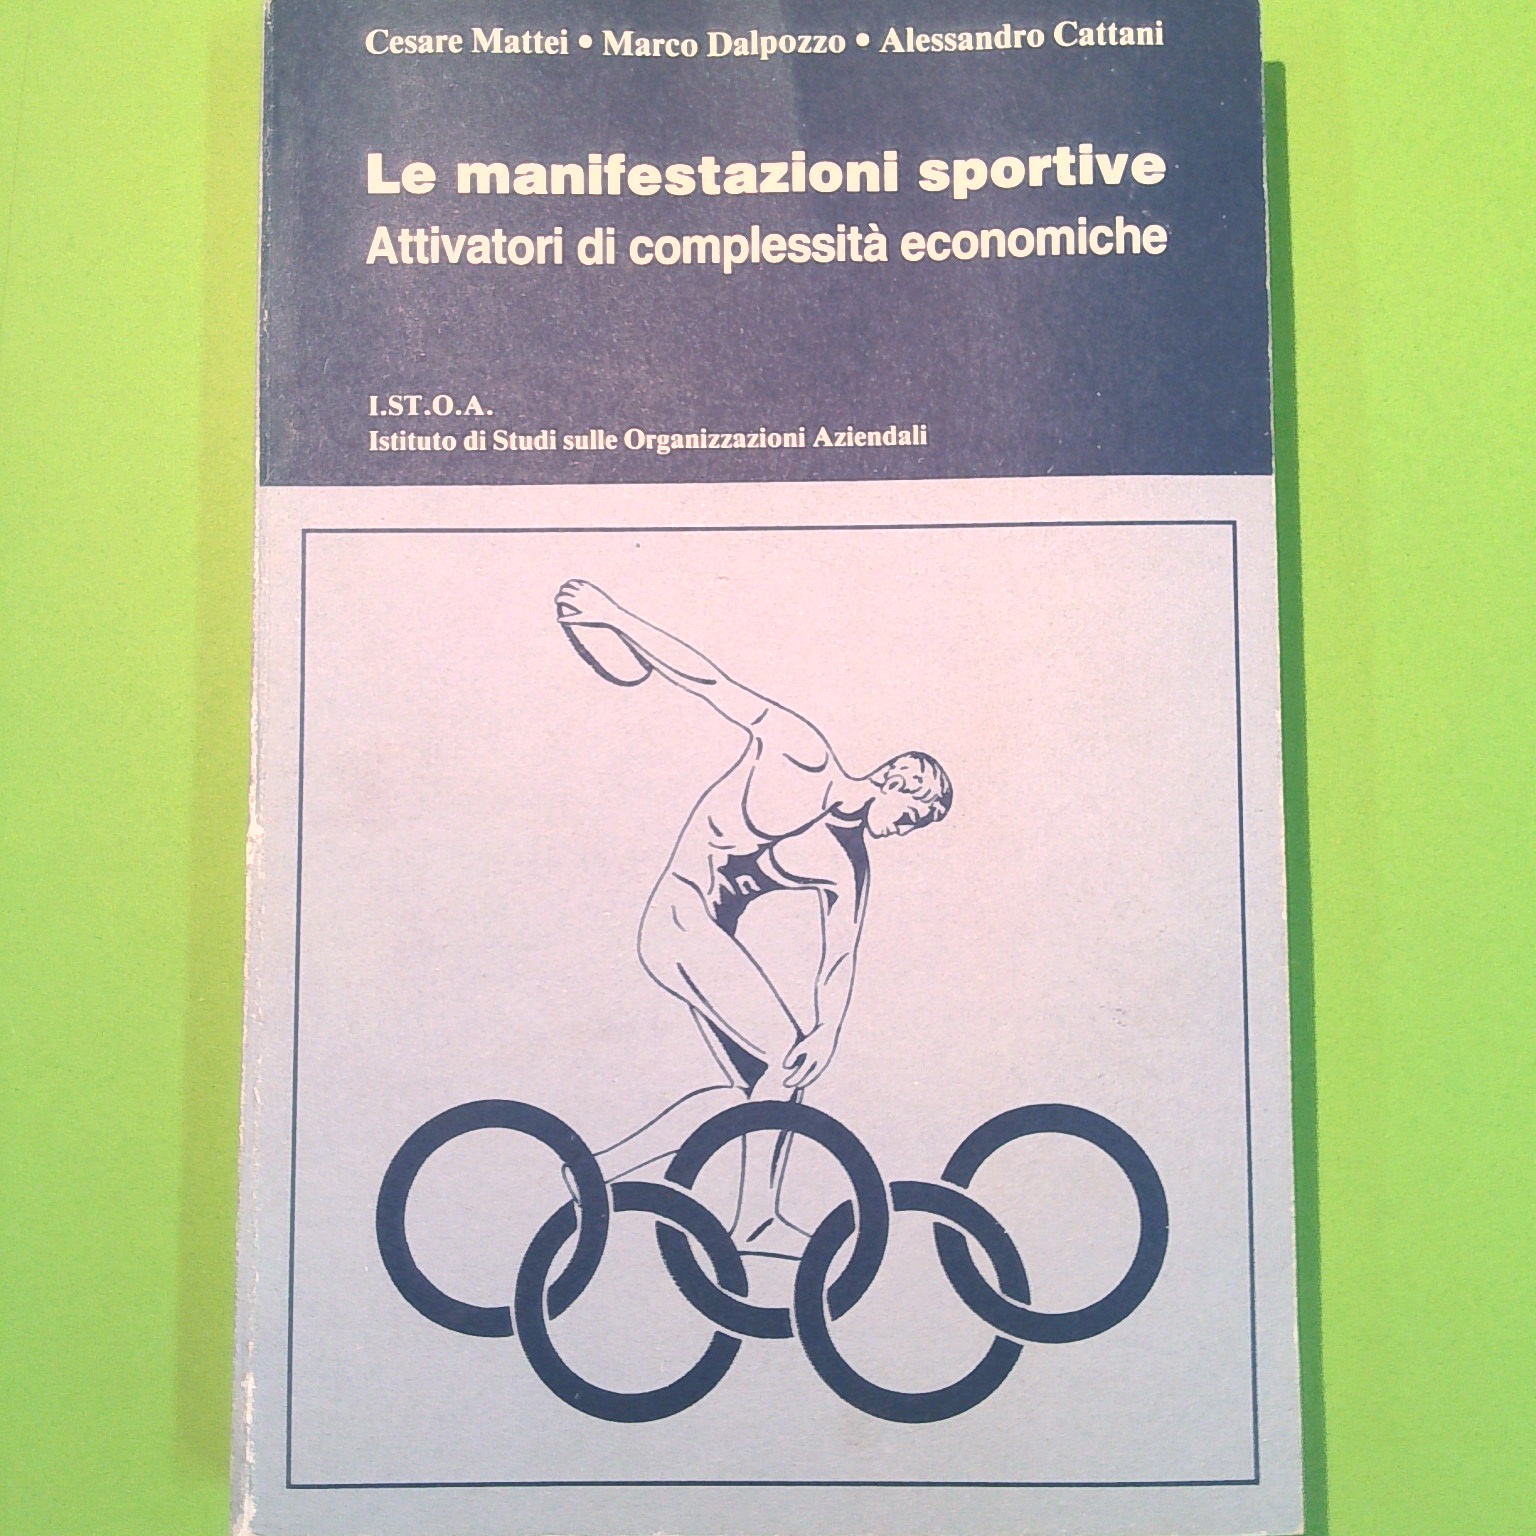 Cesare Mattei • Marco Dalpozzo • Alessandro Cattani
Le manifestazioni sportive
Attivatori di complessità economiche
I.ST.O.A.
Istituto di Studi sulle Organizzazioni Aziendali